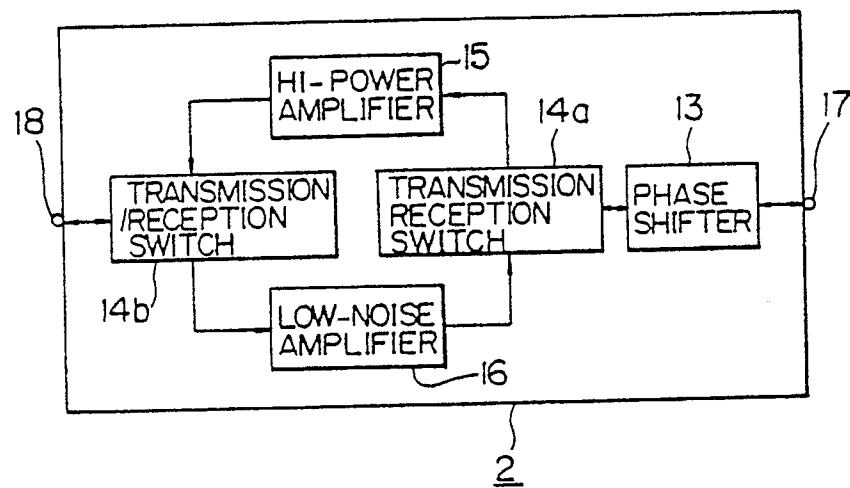 15
HI-POWER
AMPLIFIER
18
14a
13
17
TRANSMISSION
/RECEPTION
SWITCH
TRANSMISSION
RECEPTION
SWITCH
PHASE
SHIFTER
14b
LOW-NOISE
AMPLIFIER
16
2